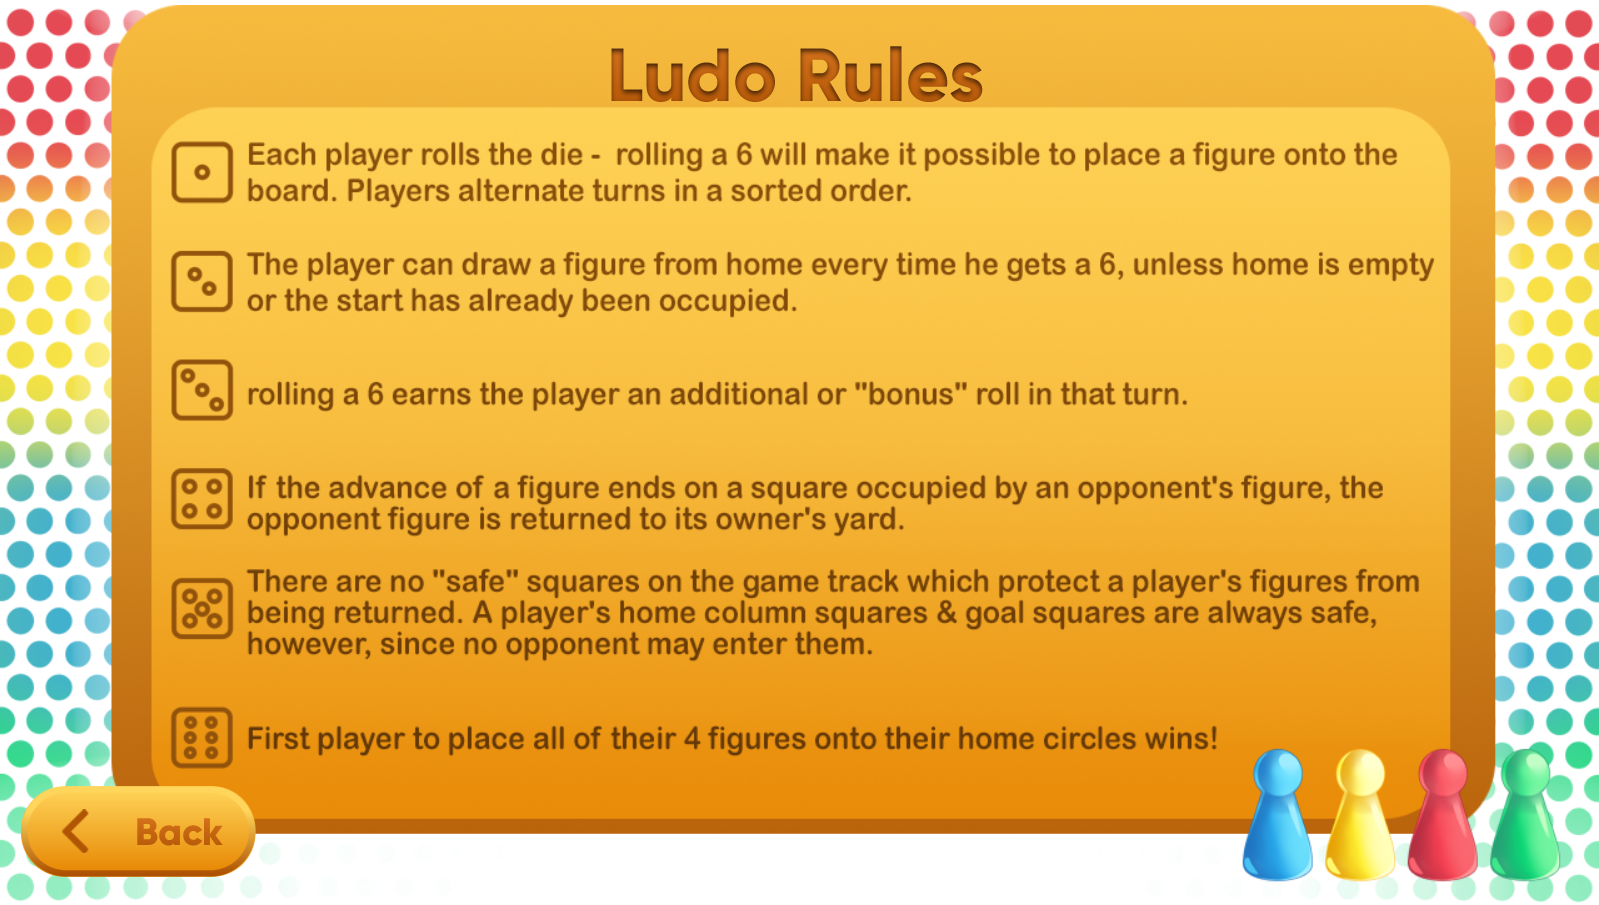 Ludo Rules
Each player rolls the die -  rolling a 6 will make it possible to place a figure onto the
board. Players alternate turns in a sorted order.
The player can draw a figure from home every time he gets a 6, unless home is empty
or the start has already been occupied.
rolling a 6 earns the player an additional or "bonus" roll in that turn.
If the advance of a figure ends on a square occupied by an opponent's figure, the
opponent figure is returned to its owner's yard.
There are no "safe" squares on the game track which protect a player's figures from
being returned. A player's home column squares & goal squares are always safe,
however, since no opponent may enter them.
First player to place all of their 4 figures onto their home circles wins!
Back